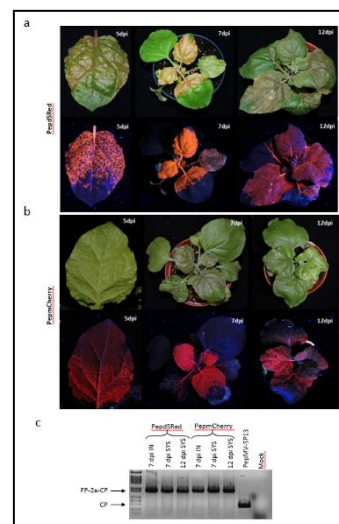 a
5dpi
7dpi
12dpi
PepdSRed
5dpi
7dpi
12dpi
b
5dpi
7dpi
12dpi
PepmCherry
5dpi
7dpi
12dpi
c
PepdSRed
PepmCherry
7 dpi IN
7 dpi SYS
12 dpi SYS
7 dpi IN
7 dpi SYS
12 dpi SYS
PepMV-SP13
Mock
FP-2a-CP
CP